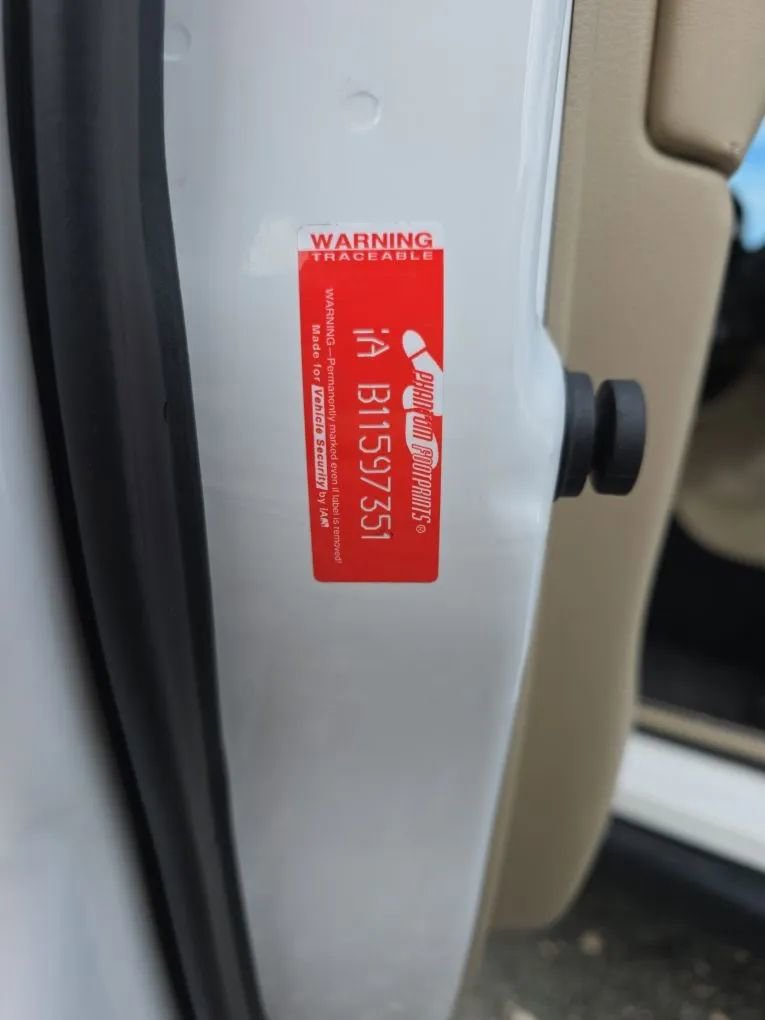 WARNING
TRACEABLE
PHANTOM FOOTPRINTS®
iA B11597351
WARNING—Permanently marked even if label is removed!
Made for Vehicle Security by iAM